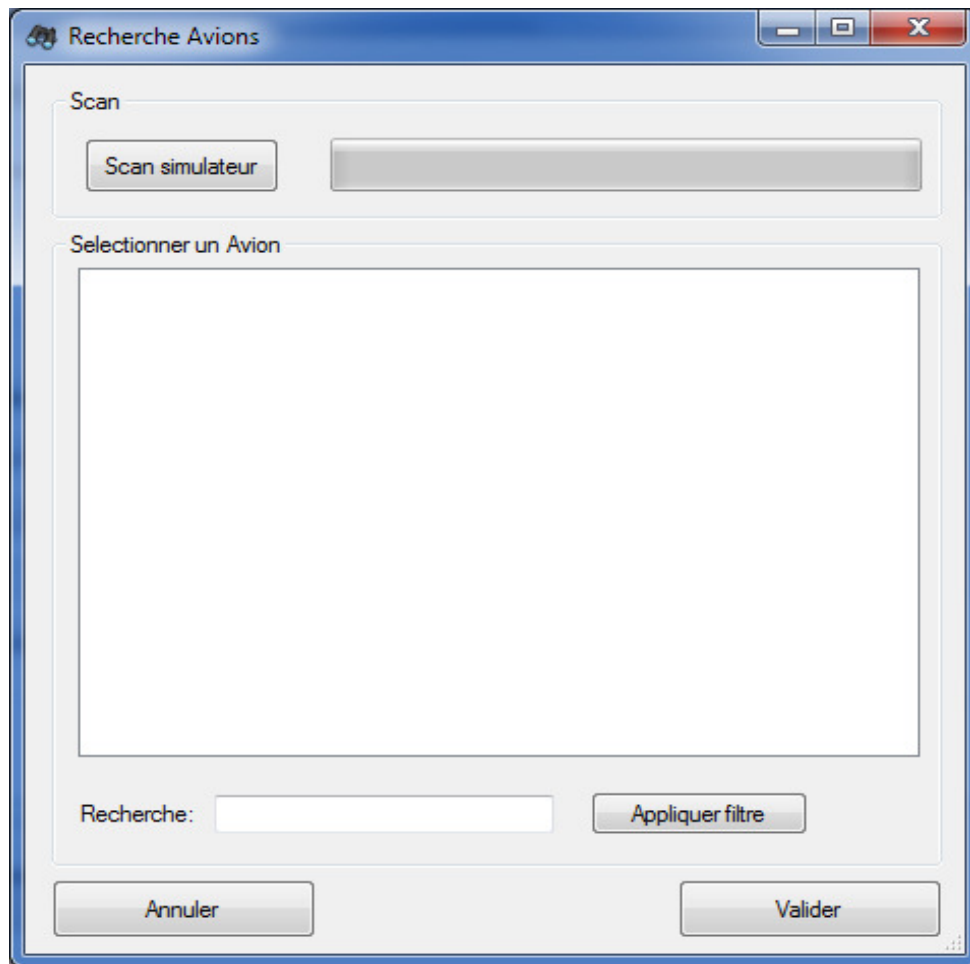 Recherche Avions
Scan
Scan simulateur
Selectionner un Avion
Recherche:
Appliquer filtre
Annuler
Valider